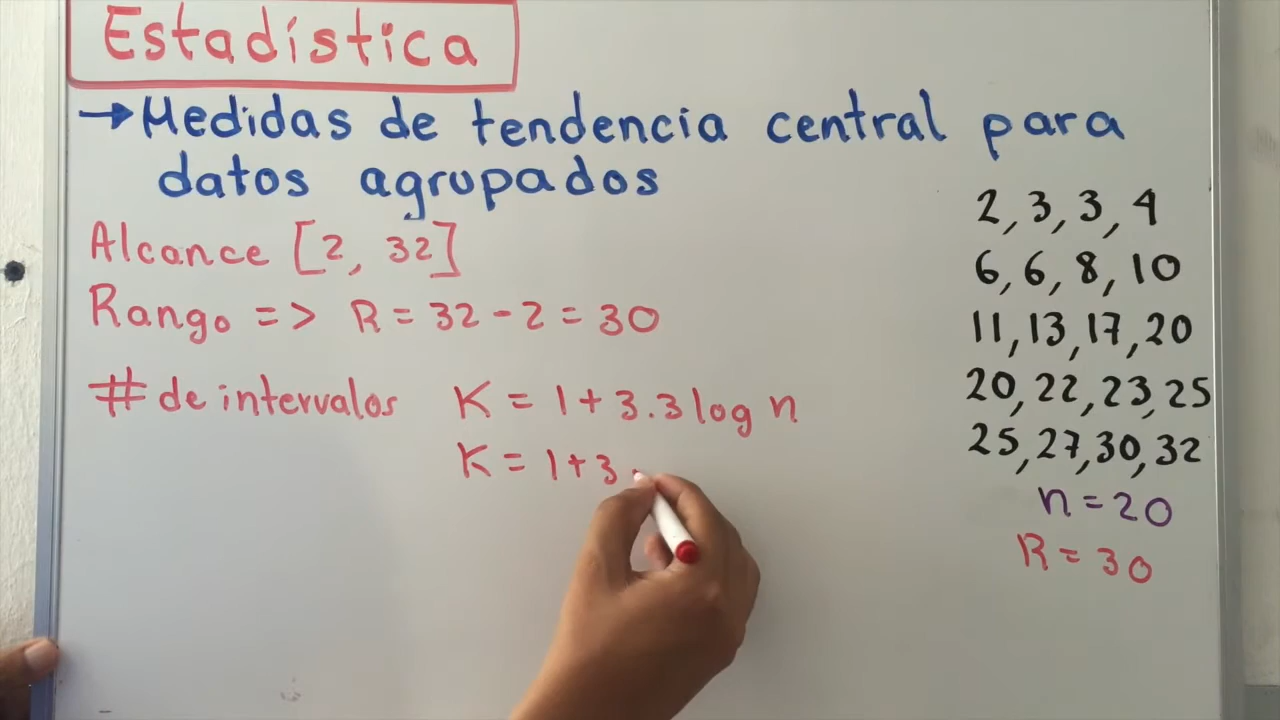 Estadística
→ Medidas de tendencia central para
datos agrupados
Alcance [2, 32]
Rango => R = 32 - 2 = 30
# de intervalos K = 1 + 3.3 log n
K = 1 + 3.
2, 3, 3, 4
6, 6, 8, 10
11, 13, 17, 20
20, 22, 23, 25
25, 27, 30, 32
n = 20
R = 30